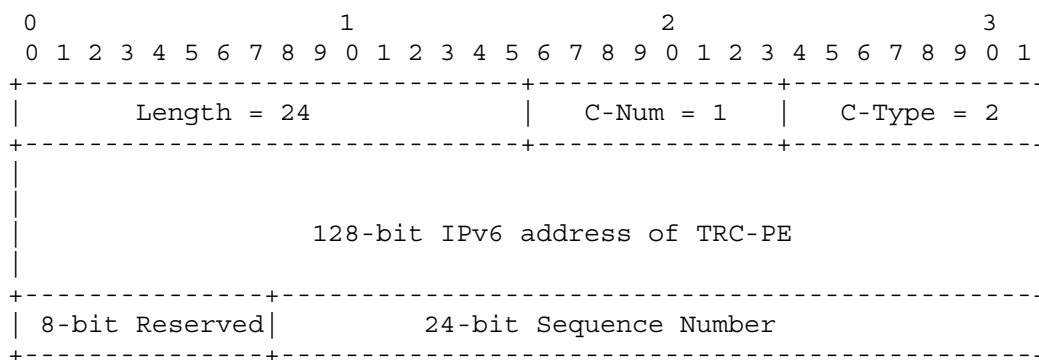 0                   1                   2                   3
0 1 2 3 4 5 6 7 8 9 0 1 2 3 4 5 6 7 8 9 0 1 2 3 4 5 6 7 8 9 0 1
+-------------------------------+---------------+---------------
|       Length = 24             |   C-Num = 1   |   C-Type = 2
+-------------------------------+---------------+---------------
|
|
|                  128-bit IPv6 address of TRC-PE
|
+---------------+-----------------------------------------------
| 8-bit Reserved|         24-bit Sequence Number
+---------------+-----------------------------------------------